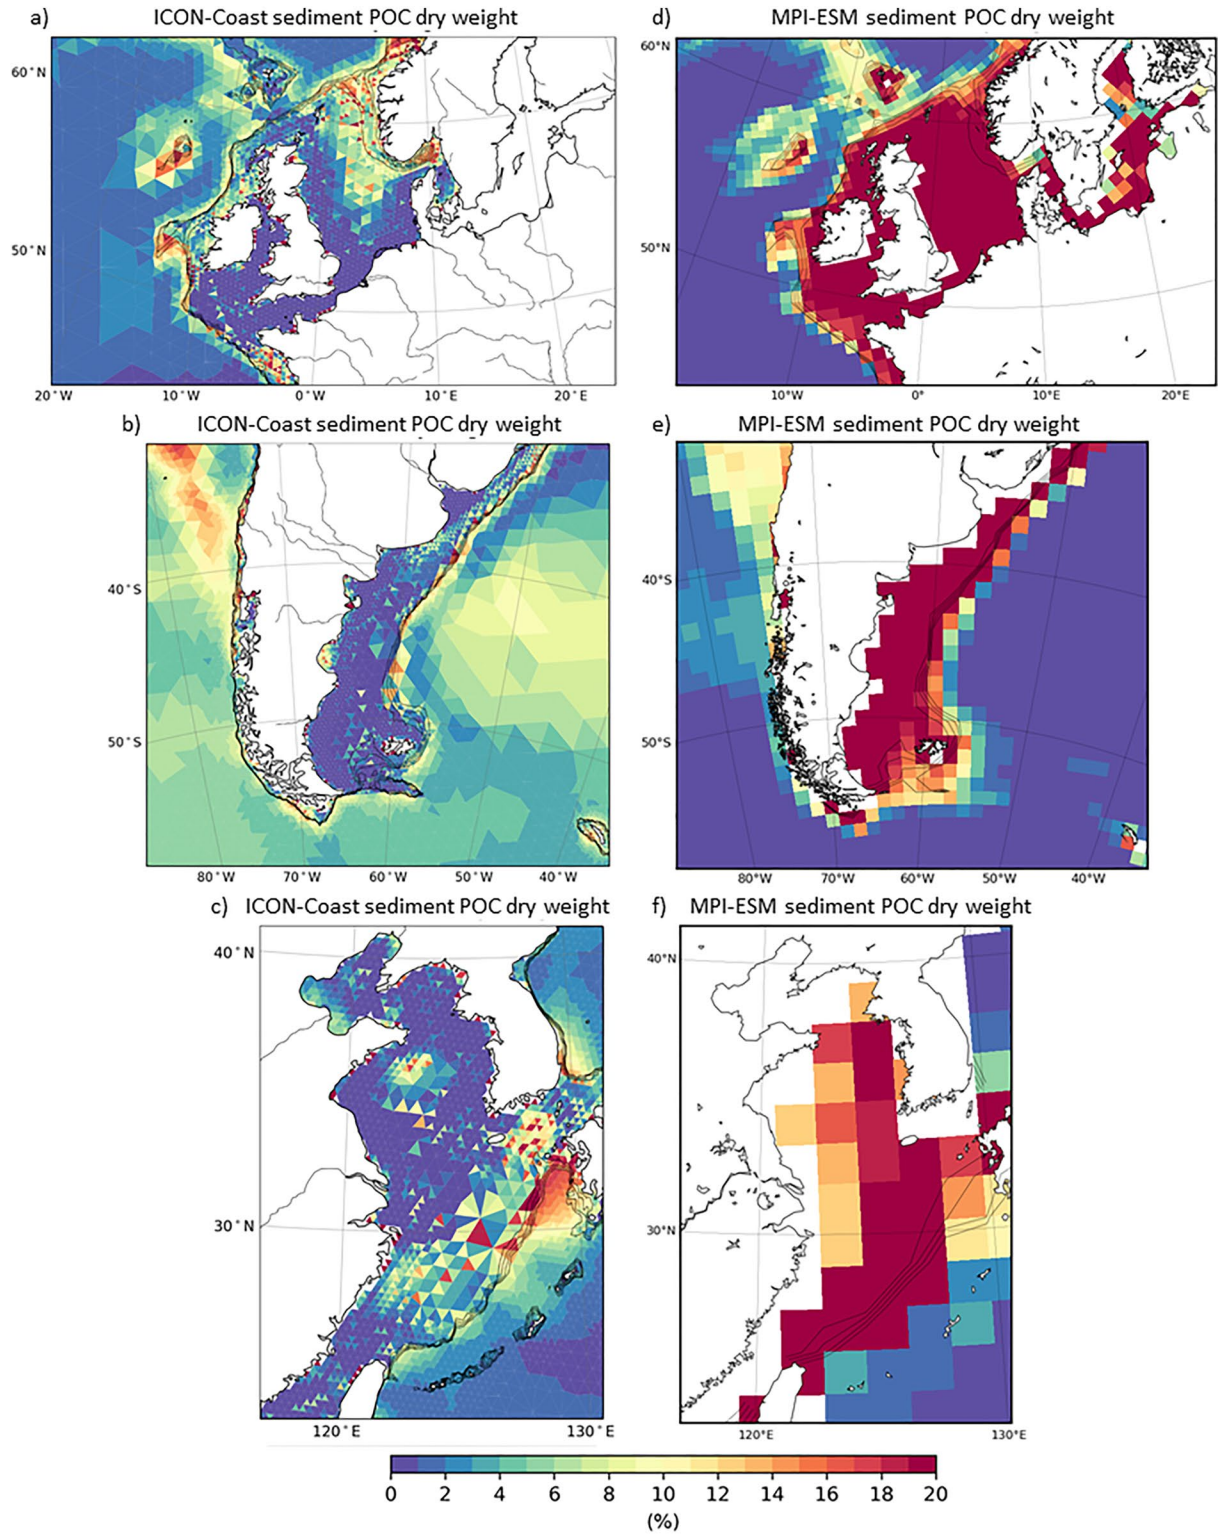 a) ICON-Coast sediment POC dry weight
d) MPI-ESM sediment POC dry weight
60°N
50°N
20°W 10°W 0°W 10°E 20°E
60°N
50°N
10°W 0° 10°E 20°E
b) ICON-Coast sediment POC dry weight
e) MPI-ESM sediment POC dry weight
40°S
50°S
80°W 70°W 60°W 50°W 40°W
40°S
50°S
80°W 70°W 60°W 50°W 40°W
c) ICON-Coast sediment POC dry weight
f) MPI-ESM sediment POC dry weight
40°N
30°N
120°E 130°E
40°N
30°N
120°E 130°E
0 2 4 6 8 10 12 14 16 18 20
(%)